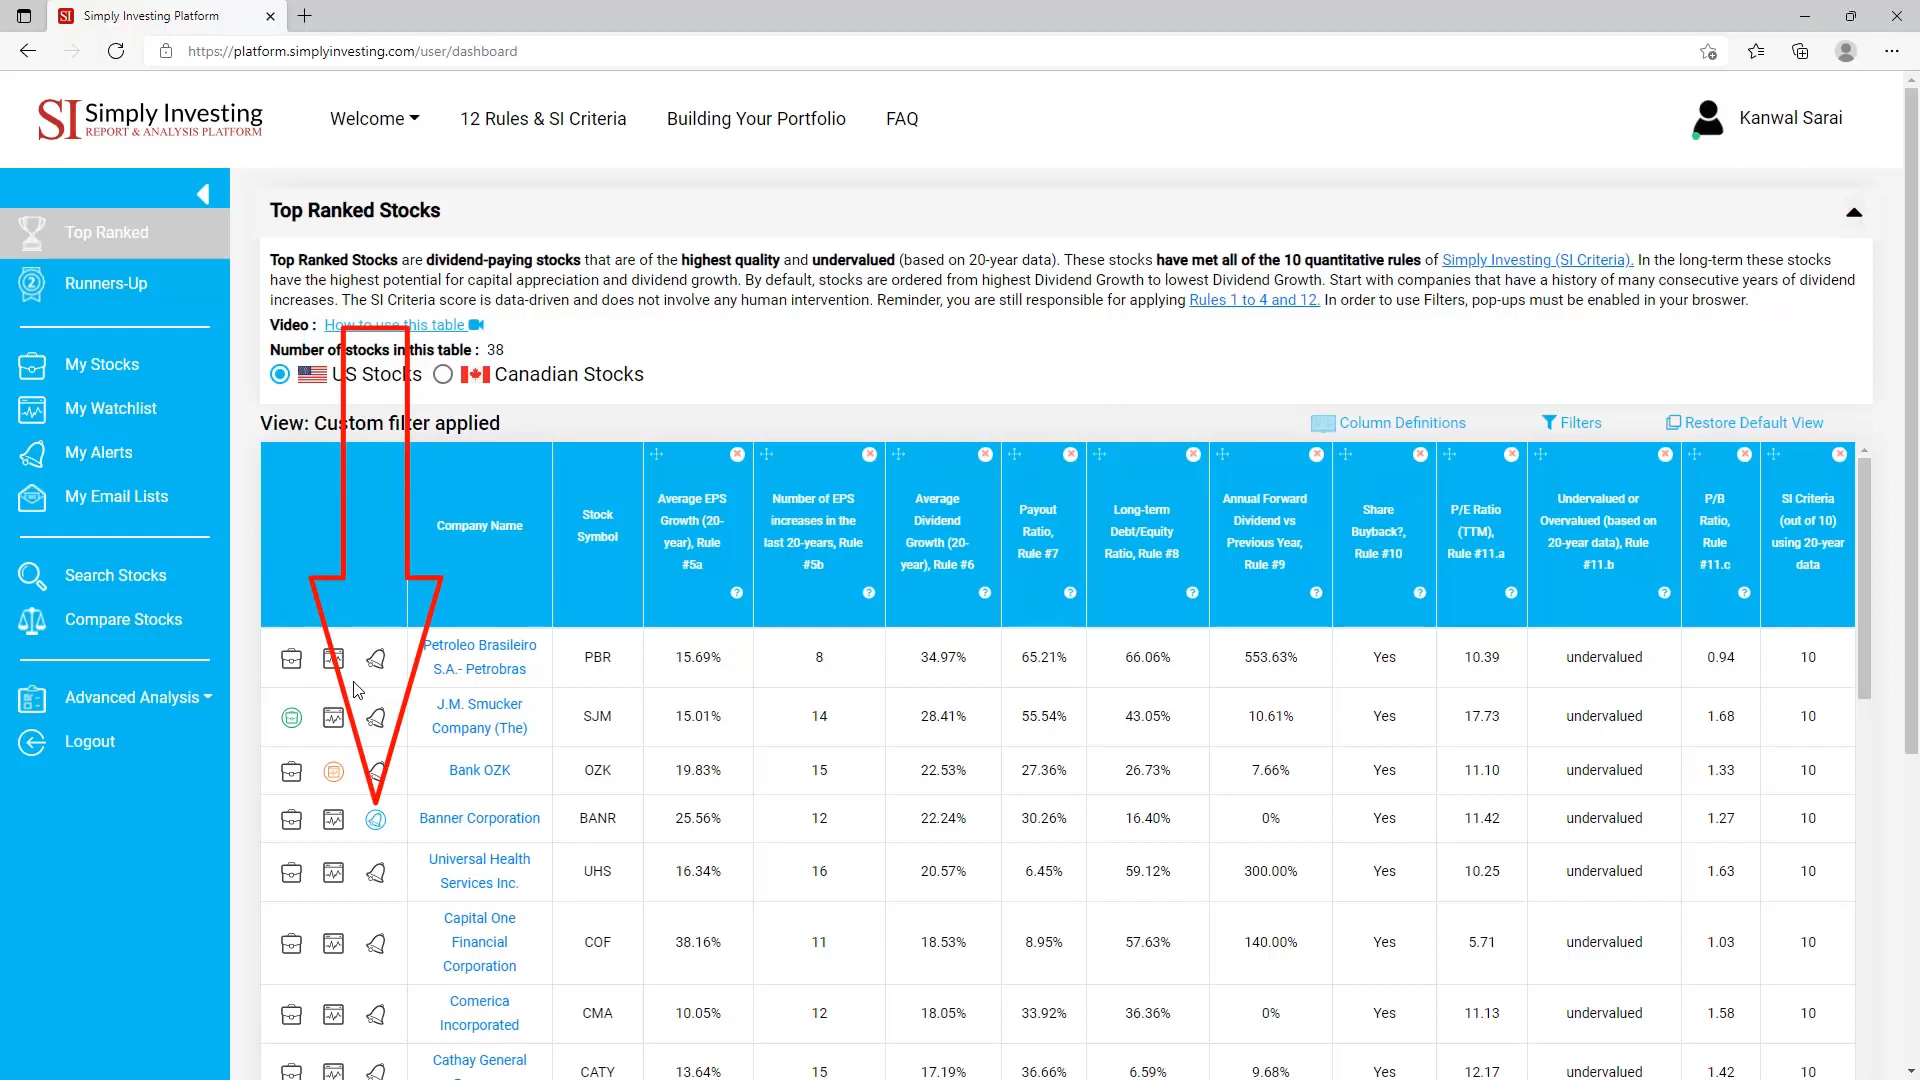 Simply Investing Platform
https://platform.simplyinvesting.com/user/dashboard
SI Simply Investing
REPORT & ANALYSIS PLATFORM
Welcome
12 Rules & SI Criteria
Building Your Portfolio
FAQ
Kanwal Sarai
Top Ranked
Runners-Up
My Stocks
My Watchlist
My Alerts
My Email Lists
Search Stocks
Compare Stocks
Advanced Analysis
Logout
Top Ranked Stocks
Top Ranked Stocks are dividend-paying stocks that are of the highest quality and undervalued (based on 20-year data). These stocks have met all of the 10 quantitative rules of Simply Investing (SI Criteria). In the long-term these stocks
have the highest potential for capital appreciation and dividend growth. By default, stocks are ordered from highest Dividend Growth to lowest Dividend Growth. Start with companies that have a history of many consecutive years of dividend
increases. The SI Criteria score is data-driven and does not involve any human intervention. Reminder, you are still responsible for applying Rules 1 to 4 and 12. In order to use Filters, pop-ups must be enabled in your broswer.
Video : How to use this table
Number of stocks in this table : 38
US Stocks Canadian Stocks
View: Custom filter applied
Column Definitions
Filters
Restore Default View
Company Name
Stock
Symbol
Average EPS
Growth (20-
year), Rule
#5a
Number of EPS
increases in the
last 20-years, Rule
#5b
Average
Dividend
Growth (20-
year), Rule #6
Payout
Ratio,
Rule #7
Long-term
Debt/Equity
Ratio, Rule #8
Annual Forward
Dividend vs
Previous Year,
Rule #9
Share
Buyback?,
Rule #10
P/E Ratio
(TTM),
Rule #11.a
Undervalued or
Overvalued (based on
20-year data), Rule
#11.b
P/B
Ratio,
Rule
#11.c
SI Criteria
(out of 10)
using 20-year
data
Petroleo Brasileiro
S.A.- Petrobras
PBR 15.69% 8 34.97% 65.21% 66.06% 553.63% Yes 10.39 undervalued 0.94 10
J.M. Smucker
Company (The)
SJM 15.01% 14 28.41% 55.54% 43.05% 10.61% Yes 17.73 undervalued 1.68 10
Bank OZK OZK 19.83% 15 22.53% 27.36% 26.73% 7.66% Yes 11.10 undervalued 1.33 10
Banner Corporation BANR 25.56% 12 22.24% 30.26% 16.40% 0% Yes 11.42 undervalued 1.27 10
Universal Health
Services Inc.
UHS 16.34% 16 20.57% 6.45% 59.12% 300.00% Yes 10.25 undervalued 1.63 10
Capital One
Financial
Corporation
COF 38.16% 11 18.53% 8.95% 57.63% 140.00% Yes 5.71 undervalued 1.03 10
Comerica
Incorporated
CMA 10.05% 12 18.05% 33.92% 36.36% 0% Yes 11.13 undervalued 1.58 10
Cathay General
CATY 13.64% 15 17.19% 36.66% 6.59% 9.68% Yes 12.17 undervalued 1.42 10